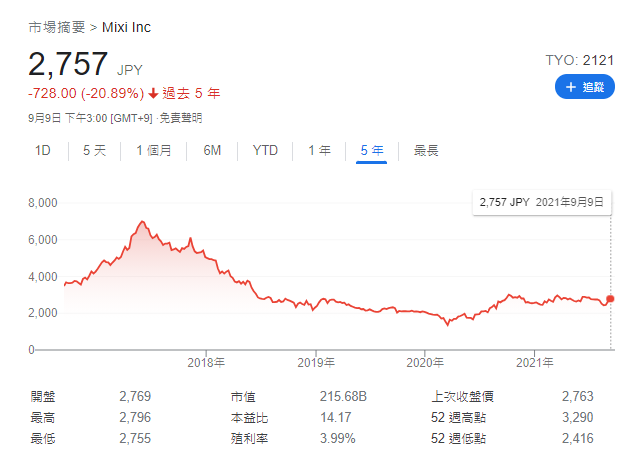 市場摘要 > Mixi Inc
2,757 JPY
TYO: 2121
-728.00 (-20.89%) 過去 5 年
+ 追蹤
9月9日 下午3:00 [GMT+9] ·免責聲明
1D 5 天 1 個月 6M YTD 1 年 5 年 最長
2,757 JPY 2021年9月9日
8,000
6,000
4,000
2,000
0
2018年 2019年 2020年 2021年
開盤 2,769 市值 215.68B 上次收盤價 2,763
最高 2,796 本益比 14.17 52 週高點 3,290
最低 2,755 殖利率 3.99% 52 週低點 2,416